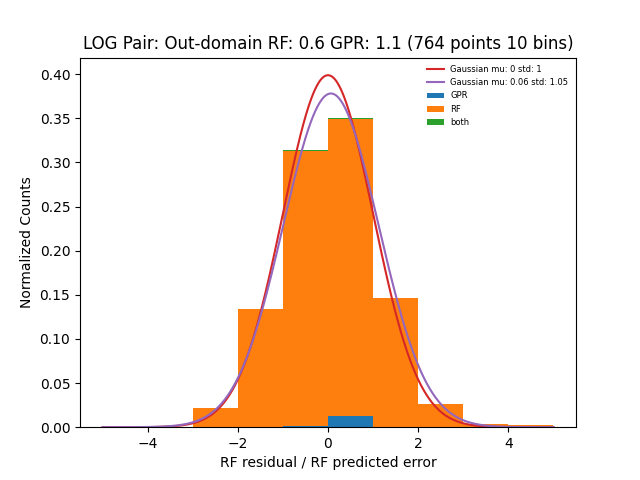 LOG Pair: Out-domain RF: 0.6 GPR: 1.1 (764 points 10 bins)
Gaussian mu: 0 std: 1
Gaussian mu: 0.06 std: 1.05
GPR
RF
both
Normalized Counts
0.40
0.35
0.30
0.25
0.20
0.15
0.10
0.05
0.00
−4
−2
0
2
4
RF residual / RF predicted error